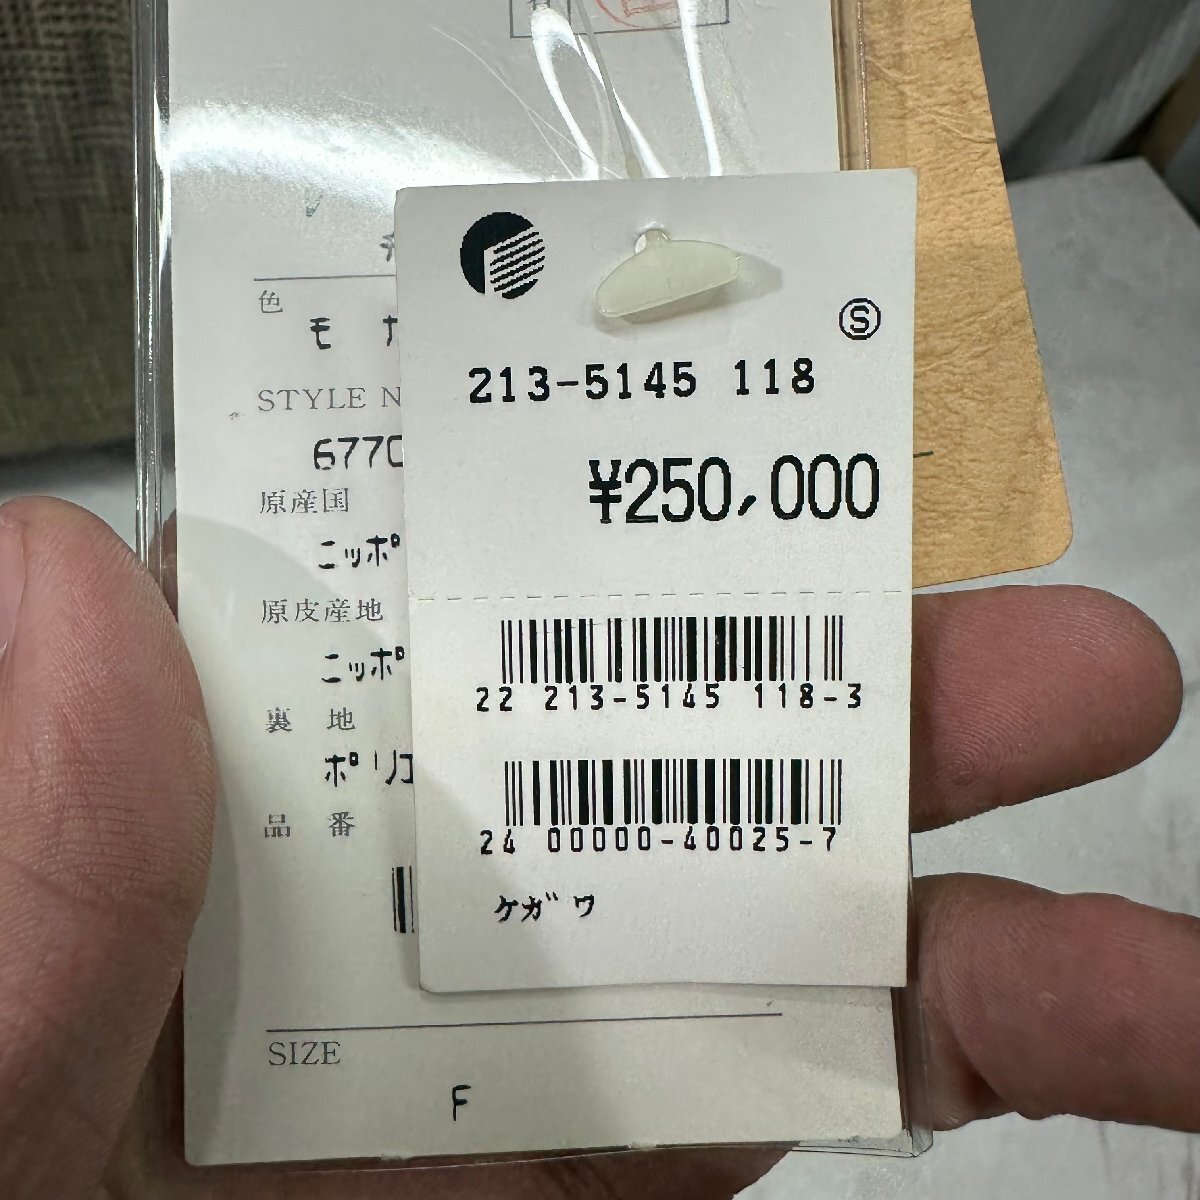 色
モ
STYLE N
677
原産国
ニッポ
原皮産地
ニッポ
裏 地
ポリエ
品 番
SIZE
F
Ⓢ
213-5145 118
¥250,000
22 213-5145 118-3
24 00000-40025-7
ケガワ